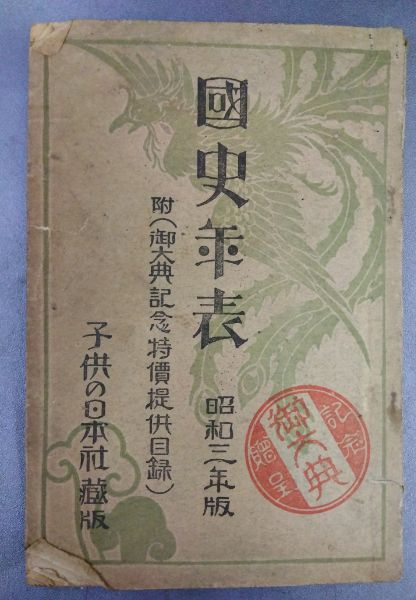 國史年表
昭和三年版
附(御大典記念特價提供目録)
子供の日本社蔵版
御大典
記念
贈呈